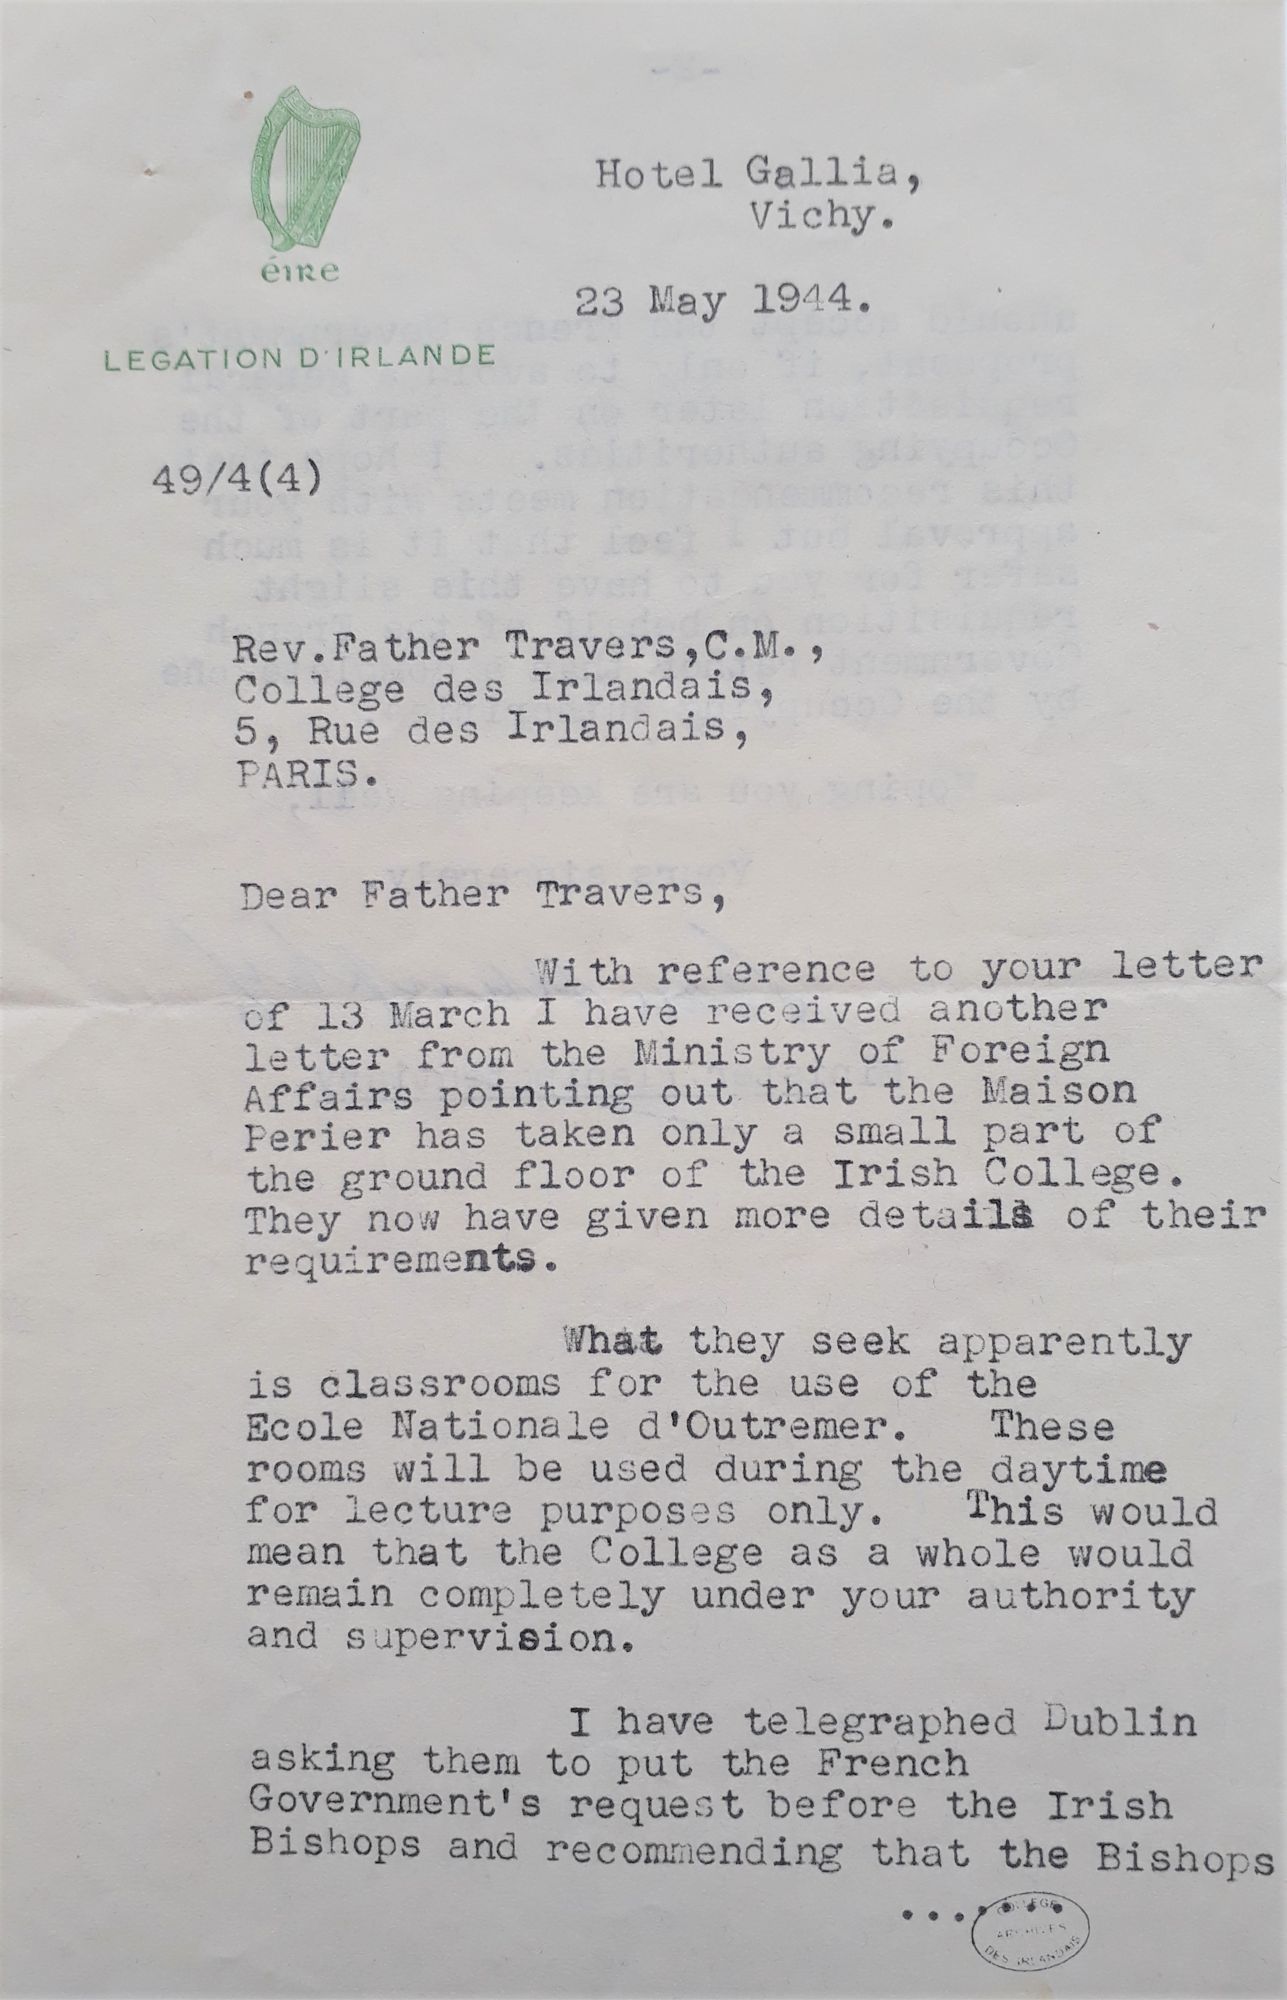 Hotel Gallia,
Vichy.
éire
23 May 1944.
LEGATION D'IRLANDE
49/4(4)
Rev.Father Travers,C.M.,
College des Irlandais,
5, Rue des Irlandais,
PARIS.
Dear Father Travers,
With reference to your letter
of 13 March I have received another
letter from the Ministry of Foreign
Affairs pointing out that the Maison
Perier has taken only a small part of
the ground floor of the Irish College.
They now have given more details of their
requirements.
What they seek apparently
is classrooms for the use of the
Ecole Nationale d'Outremer. These
rooms will be used during the daytime
for lecture purposes only. This would
mean that the College as a whole would
remain completely under your authority
and supervision.
I have telegraphed Dublin
asking them to put the French
Government's request before the Irish
Bishops and recommending that the Bishops
.......
COLLEGE
ARCHIVES
DES IRLANDAIS